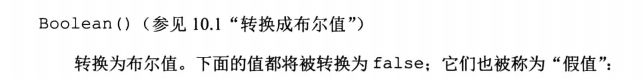 Boolean()（参见 10.1“转换成布尔值”）
转换为布尔值。下面的值都将被转换为 false；它们也被称为“假值”：